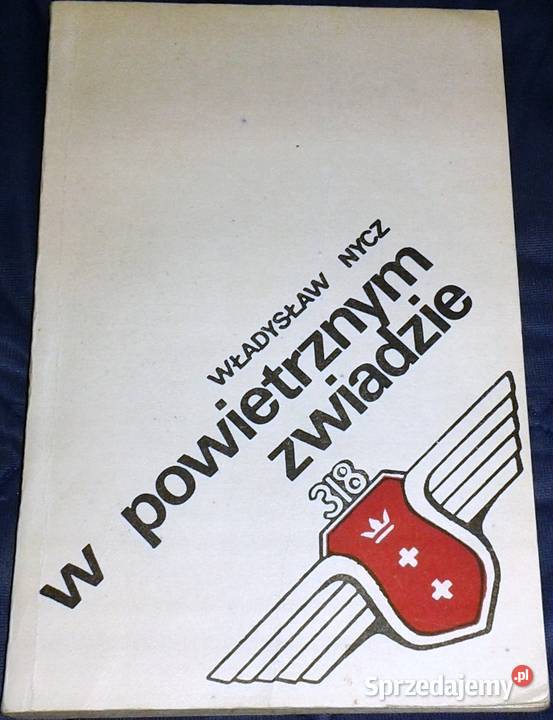 WŁADYSŁAW NYCZ
w powietrznym
zwiadzie
318
Sprzedajemy.pl